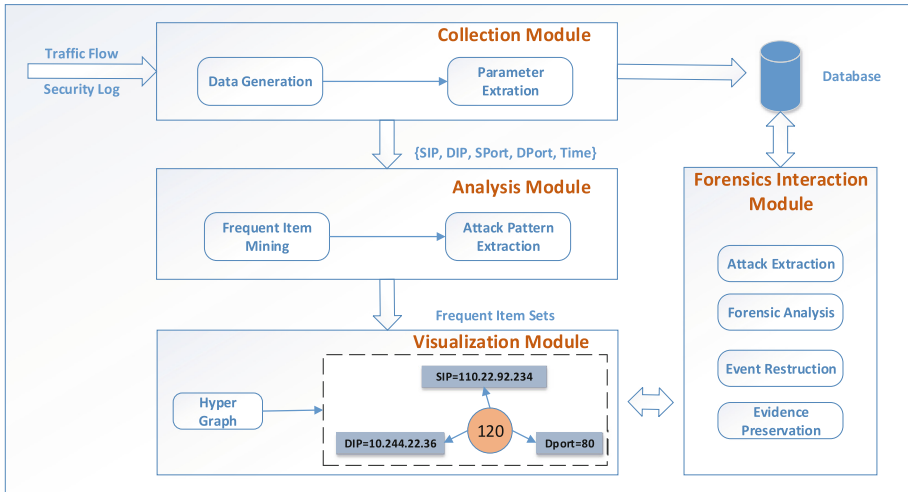 Traffic Flow
Security Log
Collection Module
Data Generation
Parameter
Extration
Database
{SIP, DIP, SPort, DPort, Time}
Analysis Module
Frequent Item
Mining
Attack Pattern
Extraction
Frequent Item Sets
Visualization Module
Hyper
Graph
SIP=110.22.92.234
120
DIP=10.244.22.36
Dport=80
Forensics Interaction
Module
Attack Extraction
Forensic Analysis
Event Restruction
Evidence
Preservation